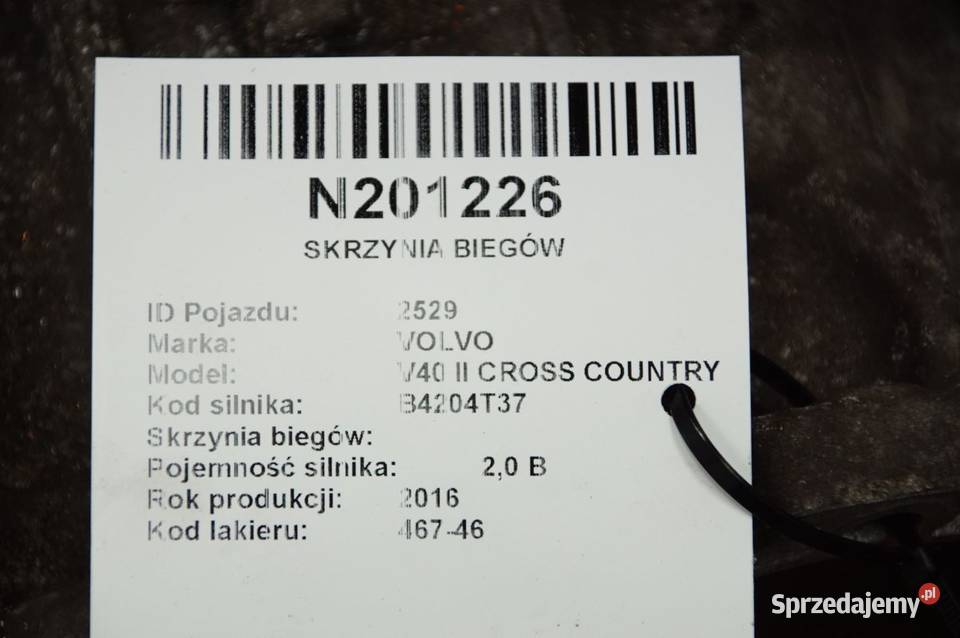 N201226
SKRZYNIA BIEGÓW
ID Pojazdu: 2529
Marka: VOLVO
Model: V40 II CROSS COUNTRY
Kod silnika: B4204T37
Skrzynia biegów:
Pojemność silnika: 2,0 B
Rok produkcji: 2016
Kod lakieru: 467-46
Sprzedajemy.pl